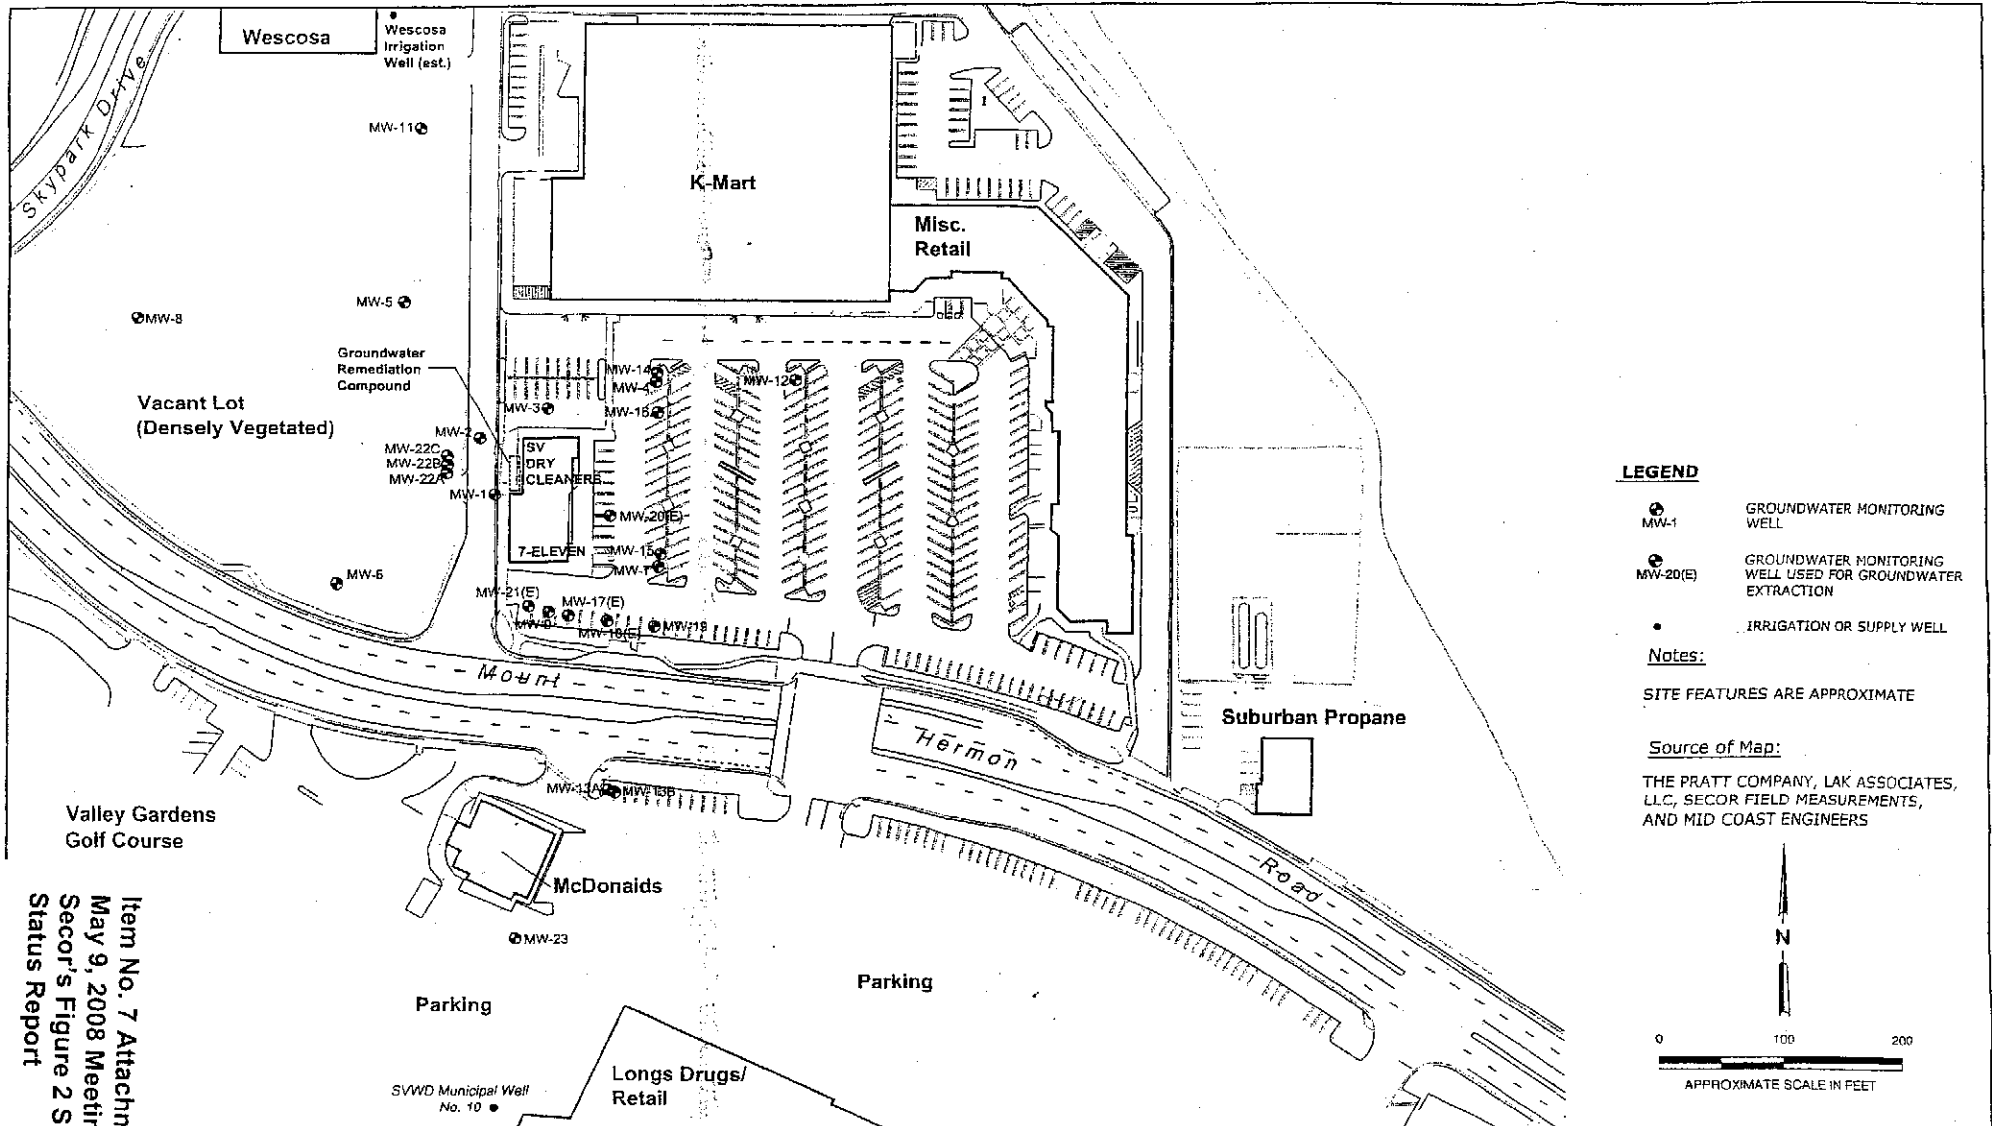 Wescosa
Wescosa
Irrigation
Well (est.)
Skypark Drive
MW-11
K-Mart
Misc.
Retail
MW-5
MW-8
Groundwater
Remediation
Compound
MW-14
MW-4
MW-12
Vacant Lot
(Densely Vegetated)
MW-3
MW-16
MW-2
MW-22C
MW-22B
MW-22A
SV
DRY
CLEANERS
MW-1
MW-20(E)
7-ELEVEN
MW-15
MW-7
MW-6
MW-21(E)
MW-17(E)
MW-9
MW-18(E)
MW-19
Mount
Hermon
Road
Suburban Propane
MW-13A
MW-13B
Valley Gardens
Golf Course
McDonalds
MW-23
Parking
Parking
Longs Drugs/
Retail
SVWD Municipal Well
No. 10
Item No. 7 Attachm
May 9, 2008 Meetin
Secor's Figure 2 S
Status Report
LEGEND
MW-1
GROUNDWATER MONITORING
WELL
MW-20(E)
GROUNDWATER MONITORING
WELL USED FOR GROUNDWATER
EXTRACTION
IRRIGATION OR SUPPLY WELL
Notes:
SITE FEATURES ARE APPROXIMATE
Source of Map:
THE PRATT COMPANY, LAK ASSOCIATES,
LLC, SECOR FIELD MEASUREMENTS,
AND MID COAST ENGINEERS
N
0 100 200
APPROXIMATE SCALE IN FEET